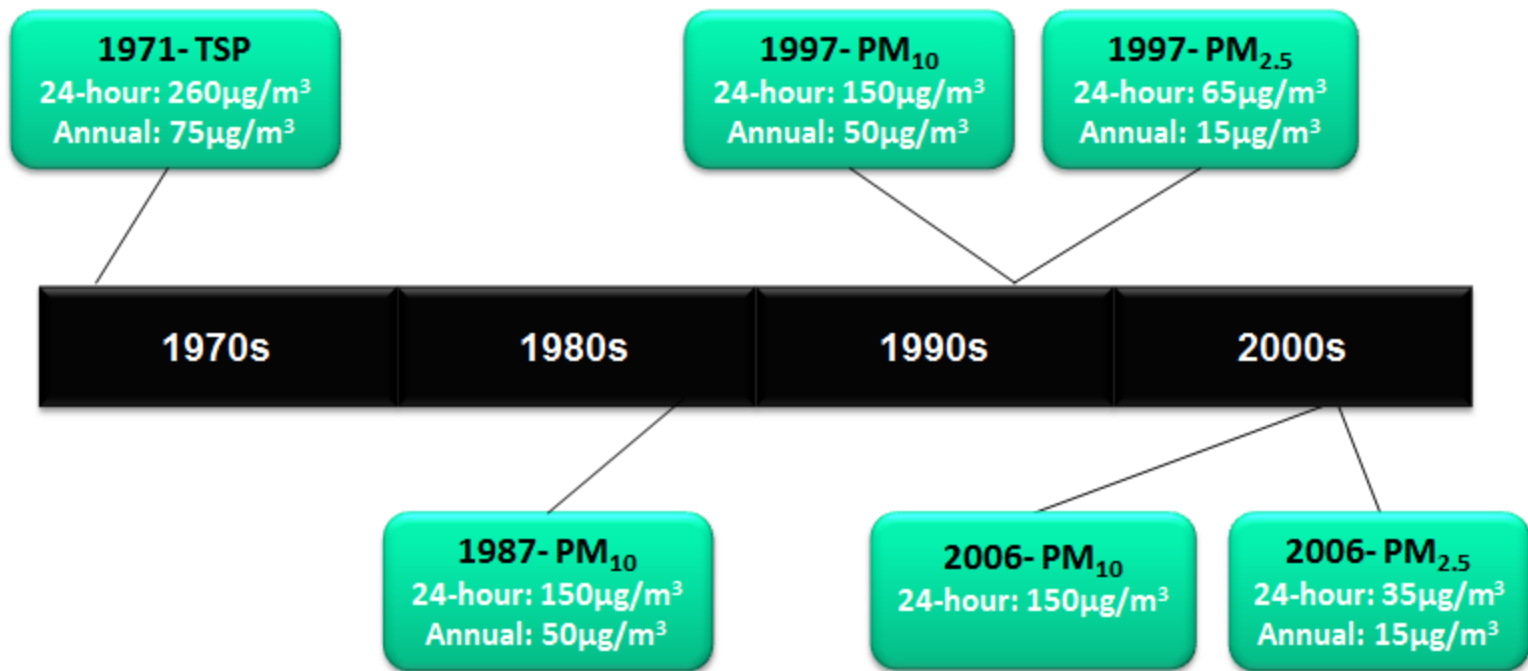 1971- TSP
24-hour: 260µg/m³
Annual: 75µg/m³
1997- PM₁₀
24-hour: 150µg/m³
Annual: 50µg/m³
1997- PM₂.₅
24-hour: 65µg/m³
Annual: 15µg/m³
1970s
1980s
1990s
2000s
1987- PM₁₀
24-hour: 150µg/m³
Annual: 50µg/m³
2006- PM₁₀
24-hour: 150µg/m³
2006- PM₂.₅
24-hour: 35µg/m³
Annual: 15µg/m³